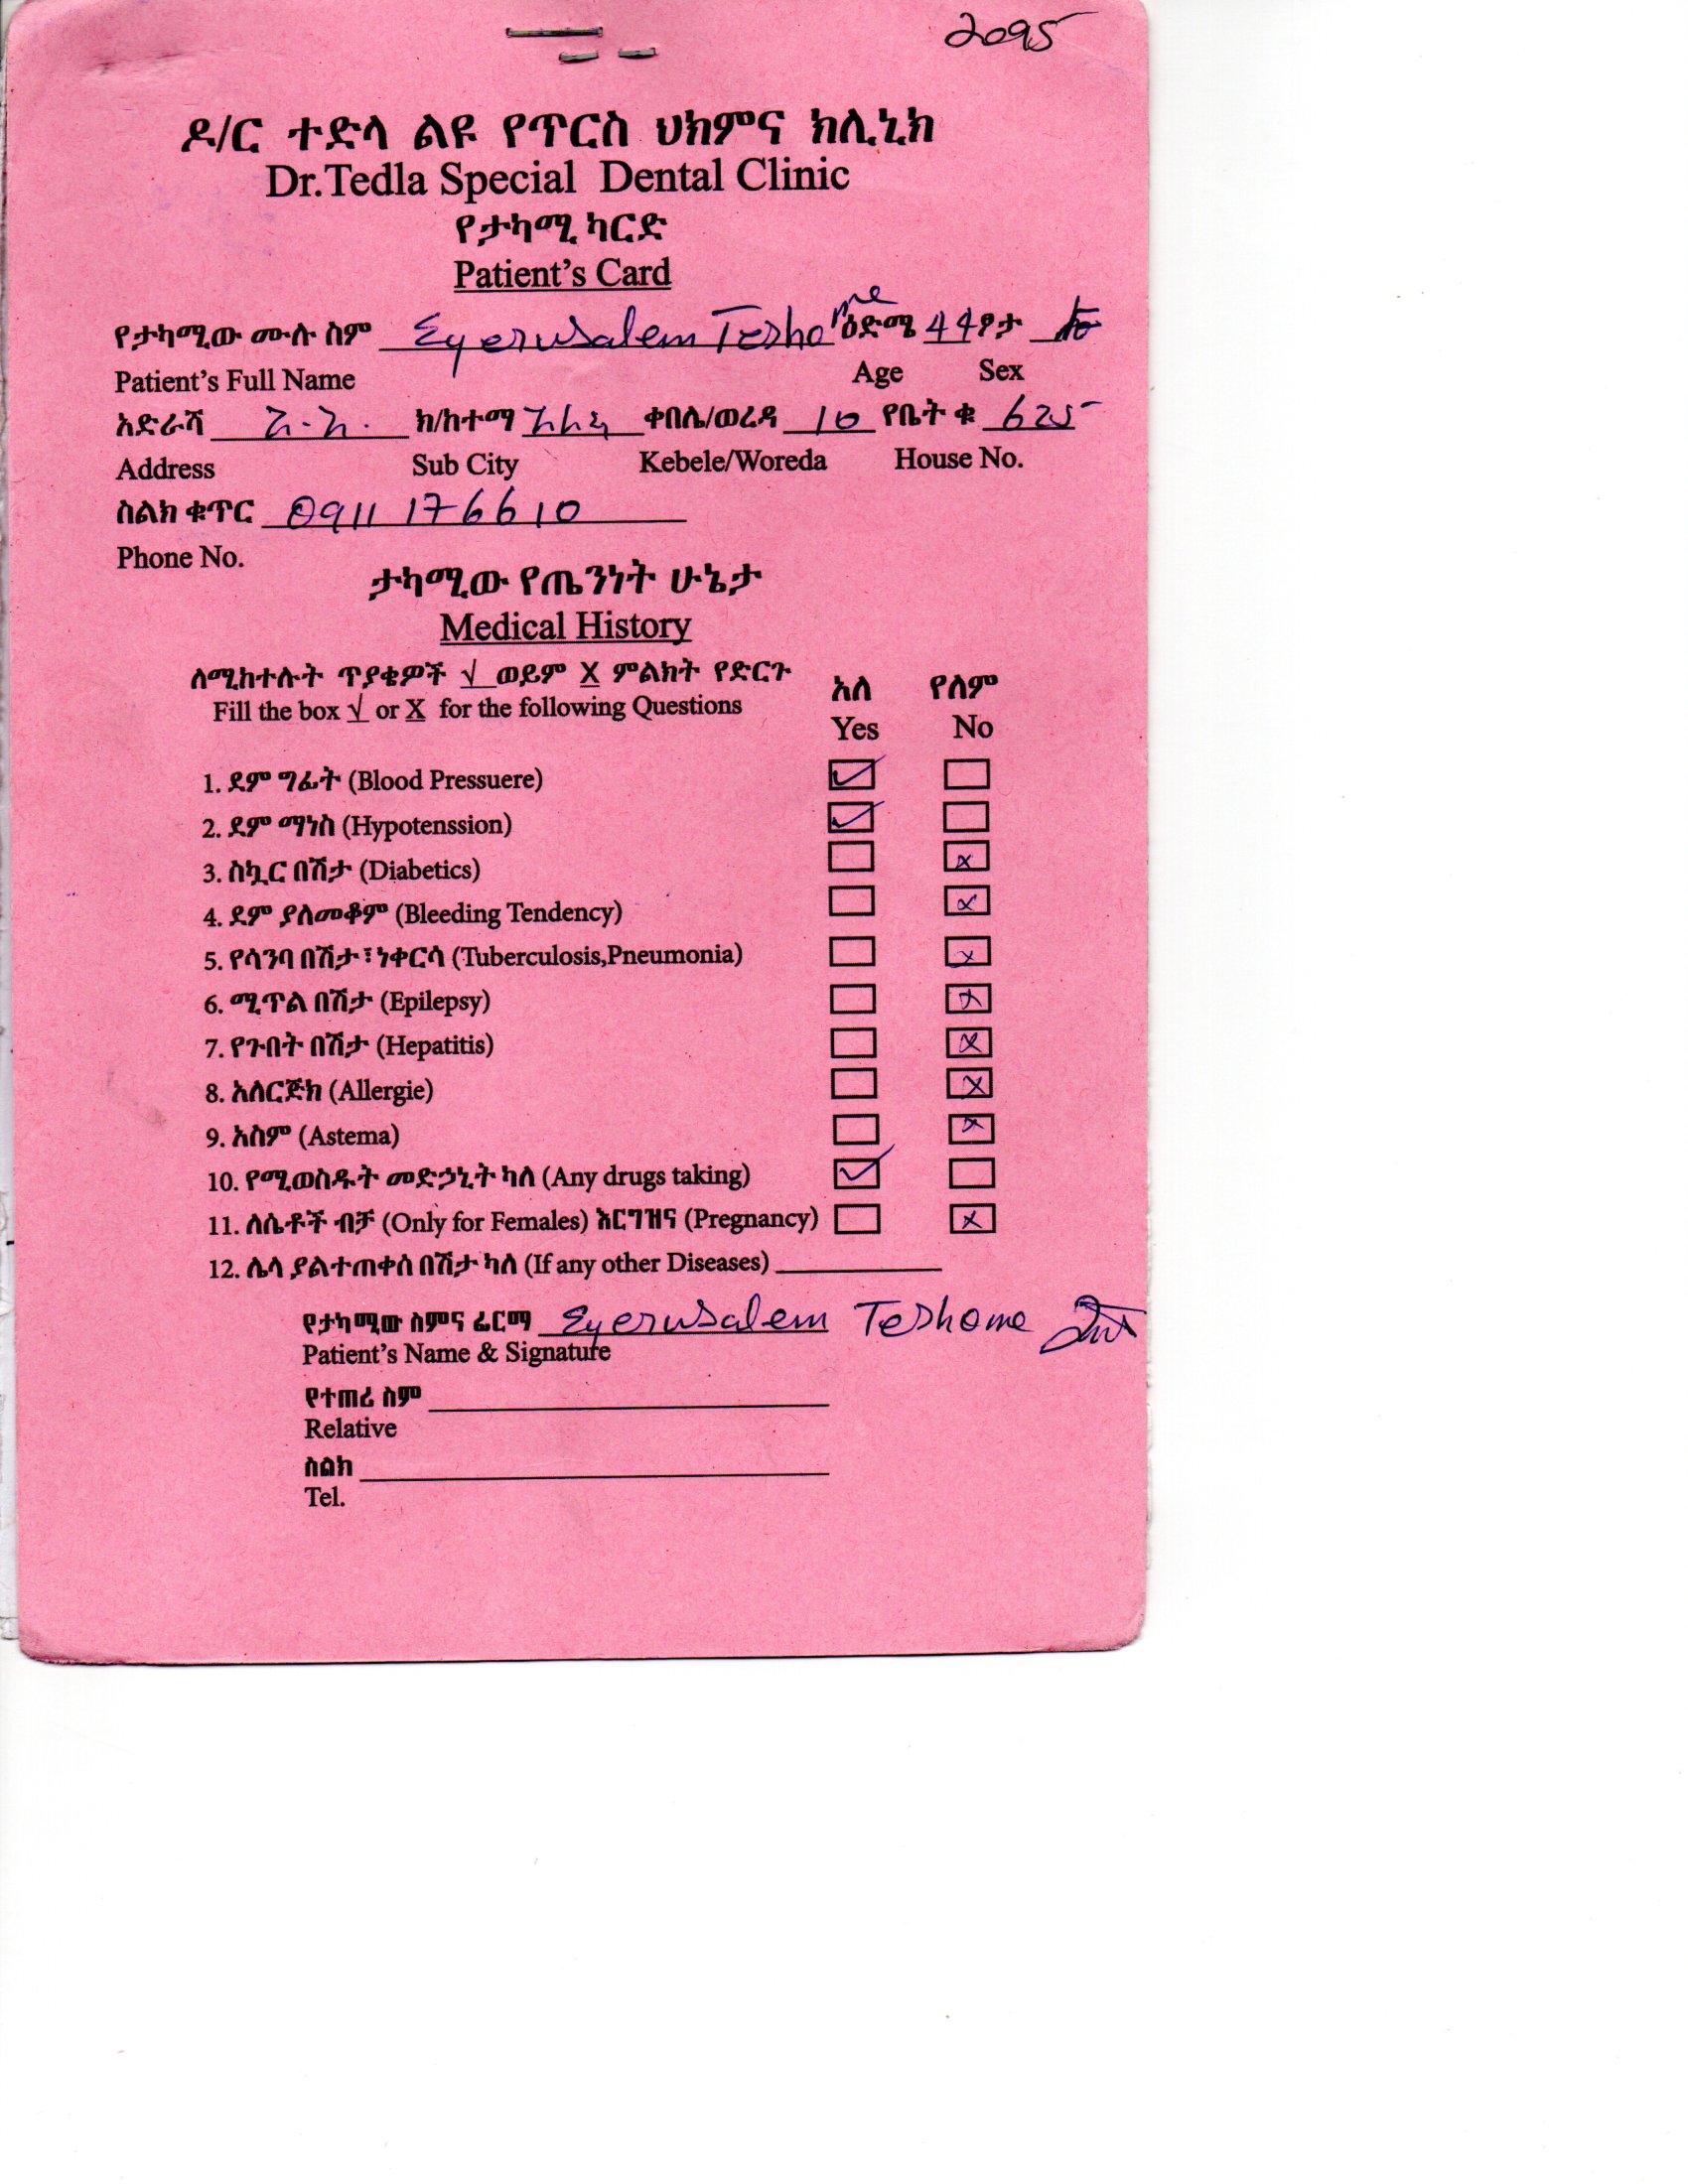 2095
ዶ/ር ተድላ ልዩ የጥርስ ህክምና ክሊኒክ
Dr.Tedla Special Dental Clinic
የታካሚ ካርድ
Patient's Card
የታካሚው ሙሉ ስም Eyerusalem Teshome ዕድሜ 44 ፆታ
Patient's Full Name Age Sex
አድራሻ አ.አ. ክ/ከተማ ቀበሌ/ወረዳ 10 የቤት ቁ 625
Address Sub City Kebele/Woreda House No.
ስልክ ቁጥር 0911 176610
Phone No.
ታካሚው የጤንነት ሁኔታ
Medical History
ለሚከተሉት ጥያቄዎች √ ወይም X ምልክት የድርጉ አለ የለም
Fill the box √ or X for the following Questions Yes No
1. ደም ግፊት (Blood Pressuere) ✓
2. ደም ማነስ (Hypotenssion) ✓
3. ስኳር በሽታ (Diabetics) x
4. ደም ያለመቆም (Bleeding Tendency) x
5. የሳንባ በሽታ፣ነቀርሳ (Tuberculosis,Pneumonia) x
6. ሚጥል በሽታ (Epilepsy) x
7. የጉበት በሽታ (Hepatitis) x
8. አለርጅክ (Allergie) x
9. አስም (Astema) x
10. የሚወስዱት መድኃኒት ካለ (Any drugs taking) ✓
11. ለሴቶች ብቻ (Only for Females) እርግዝና (Pregnancy) x
12. ሌላ ያልተጠቀሰ በሽታ ካለ (If any other Diseases)
የታካሚው ስምና ፊርማ Eyerusalem Teshome
Patient's Name & Signature
የተጠሪ ስም
Relative
ስልክ
Tel.